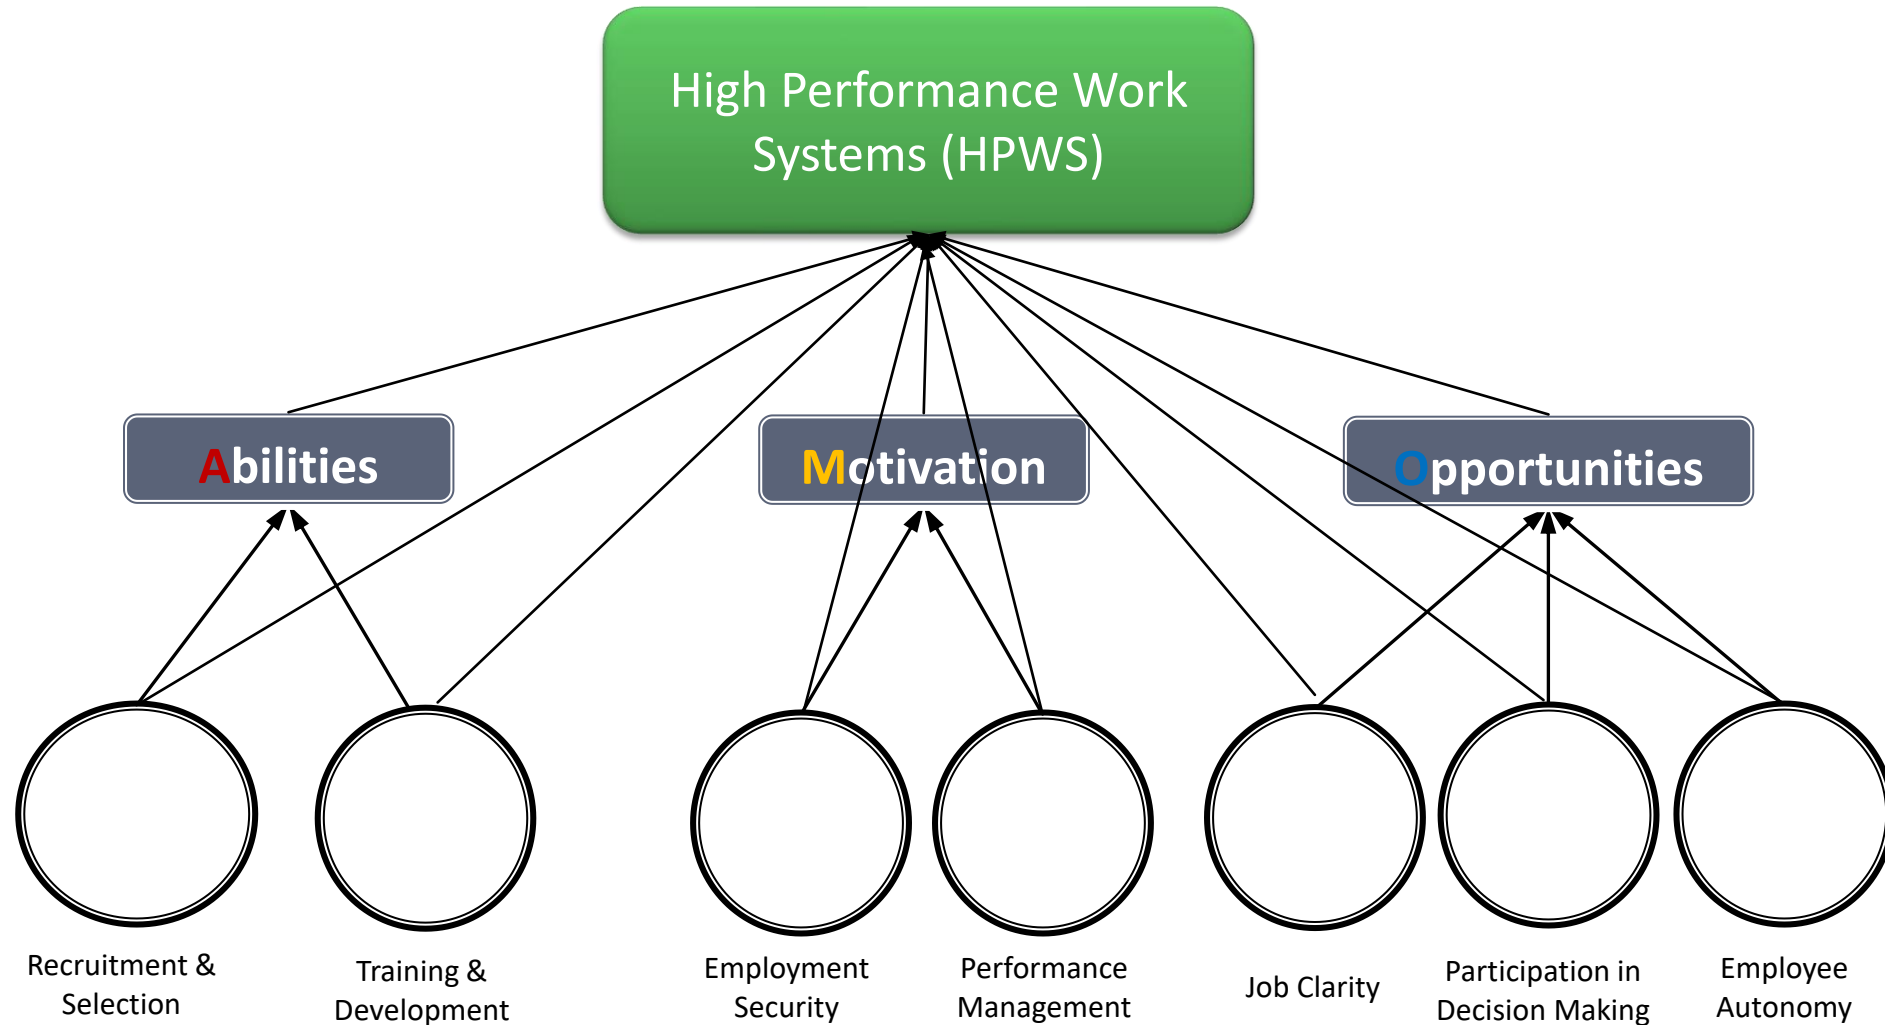 High Performance Work
Systems (HPWS)
Abilities
Motivation
Opportunities
Recruitment &
Selection
Training &
Development
Employment
Security
Performance
Management
Job Clarity
Participation in
Decision Making
Employee
Autonomy